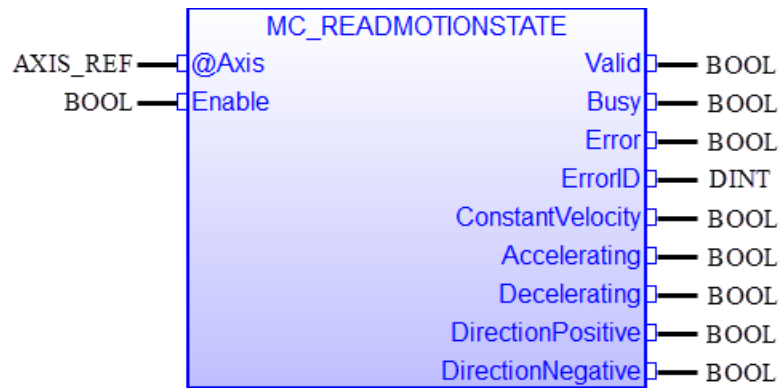 MC_READMOTIONSTATE
AXIS_REF @Axis Valid BOOL
BOOL Enable Busy BOOL
Error BOOL
ErrorID DINT
ConstantVelocity BOOL
Accelerating BOOL
Decelerating BOOL
DirectionPositive BOOL
DirectionNegative BOOL